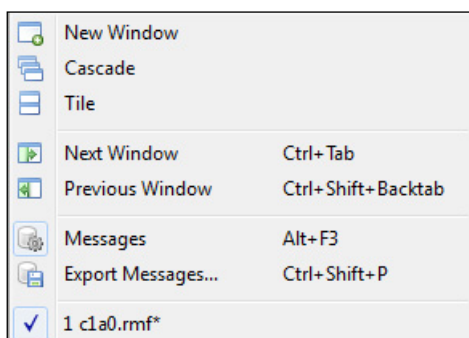 New Window
Cascade
Tile
Next Window Ctrl+Tab
Previous Window Ctrl+Shift+Backtab
Messages Alt+F3
Export Messages... Ctrl+Shift+P
1 c1a0.rmf*